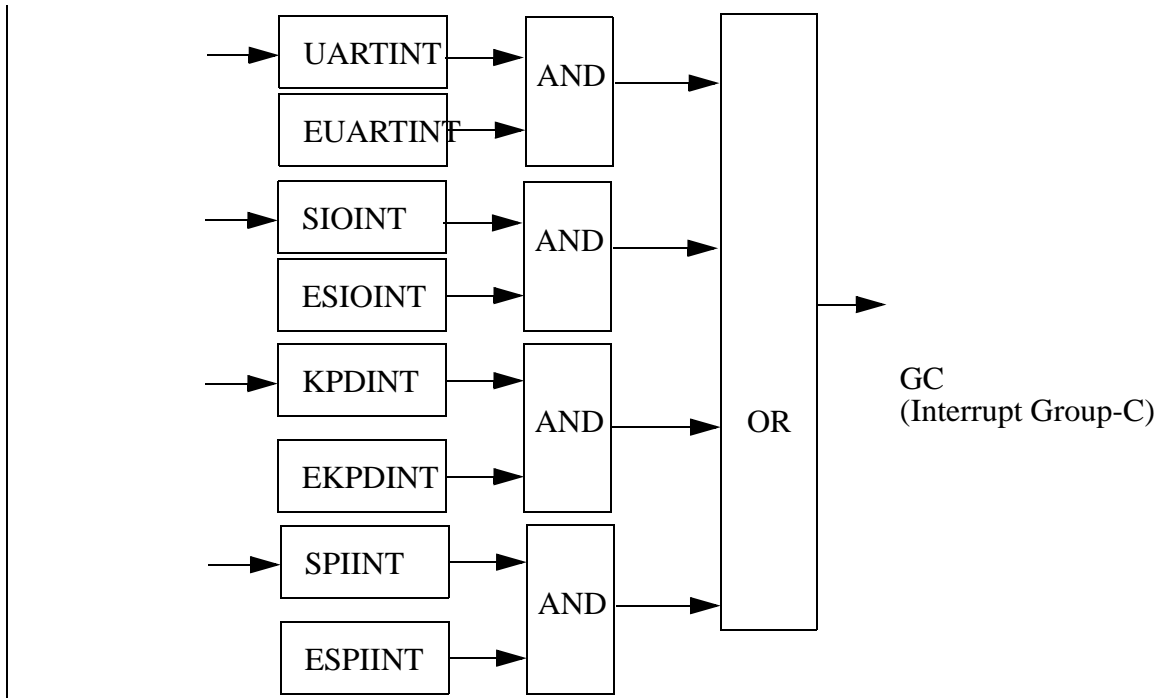 UARTINT
AND
EUARTINT
SIOINT
AND
ESIOINT
KPDINT
AND
EKPDINT
SPIINT
AND
ESPIINT
OR
GC
(Interrupt Group-C)